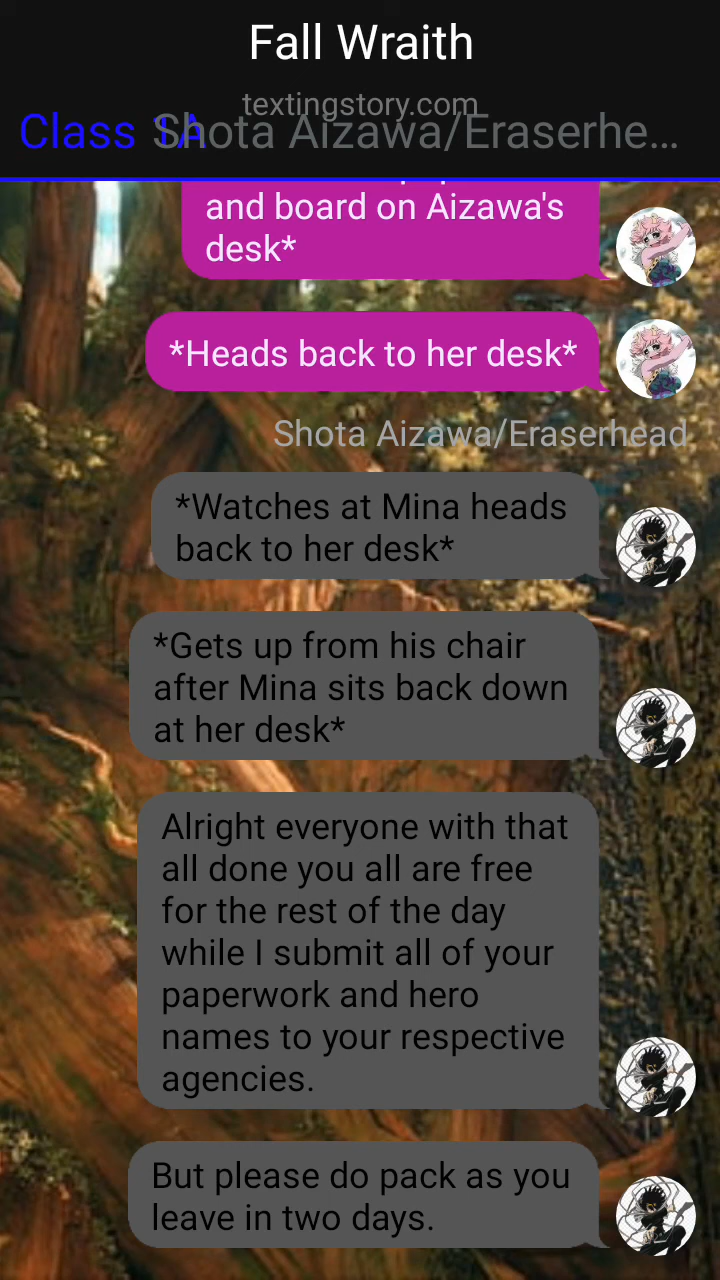 Fall Wraith
textingstory.com
Class 1A Shota Aizawa/Eraserhe...
and board on Aizawa's
desk*
*Heads back to her desk*
Shota Aizawa/Eraserhead
*Watches at Mina heads
back to her desk*
*Gets up from his chair
after Mina sits back down
at her desk*
Alright everyone with that
all done you all are free
for the rest of the day
while I submit all of your
paperwork and hero
names to your respective
agencies.
But please do pack as you
leave in two days.